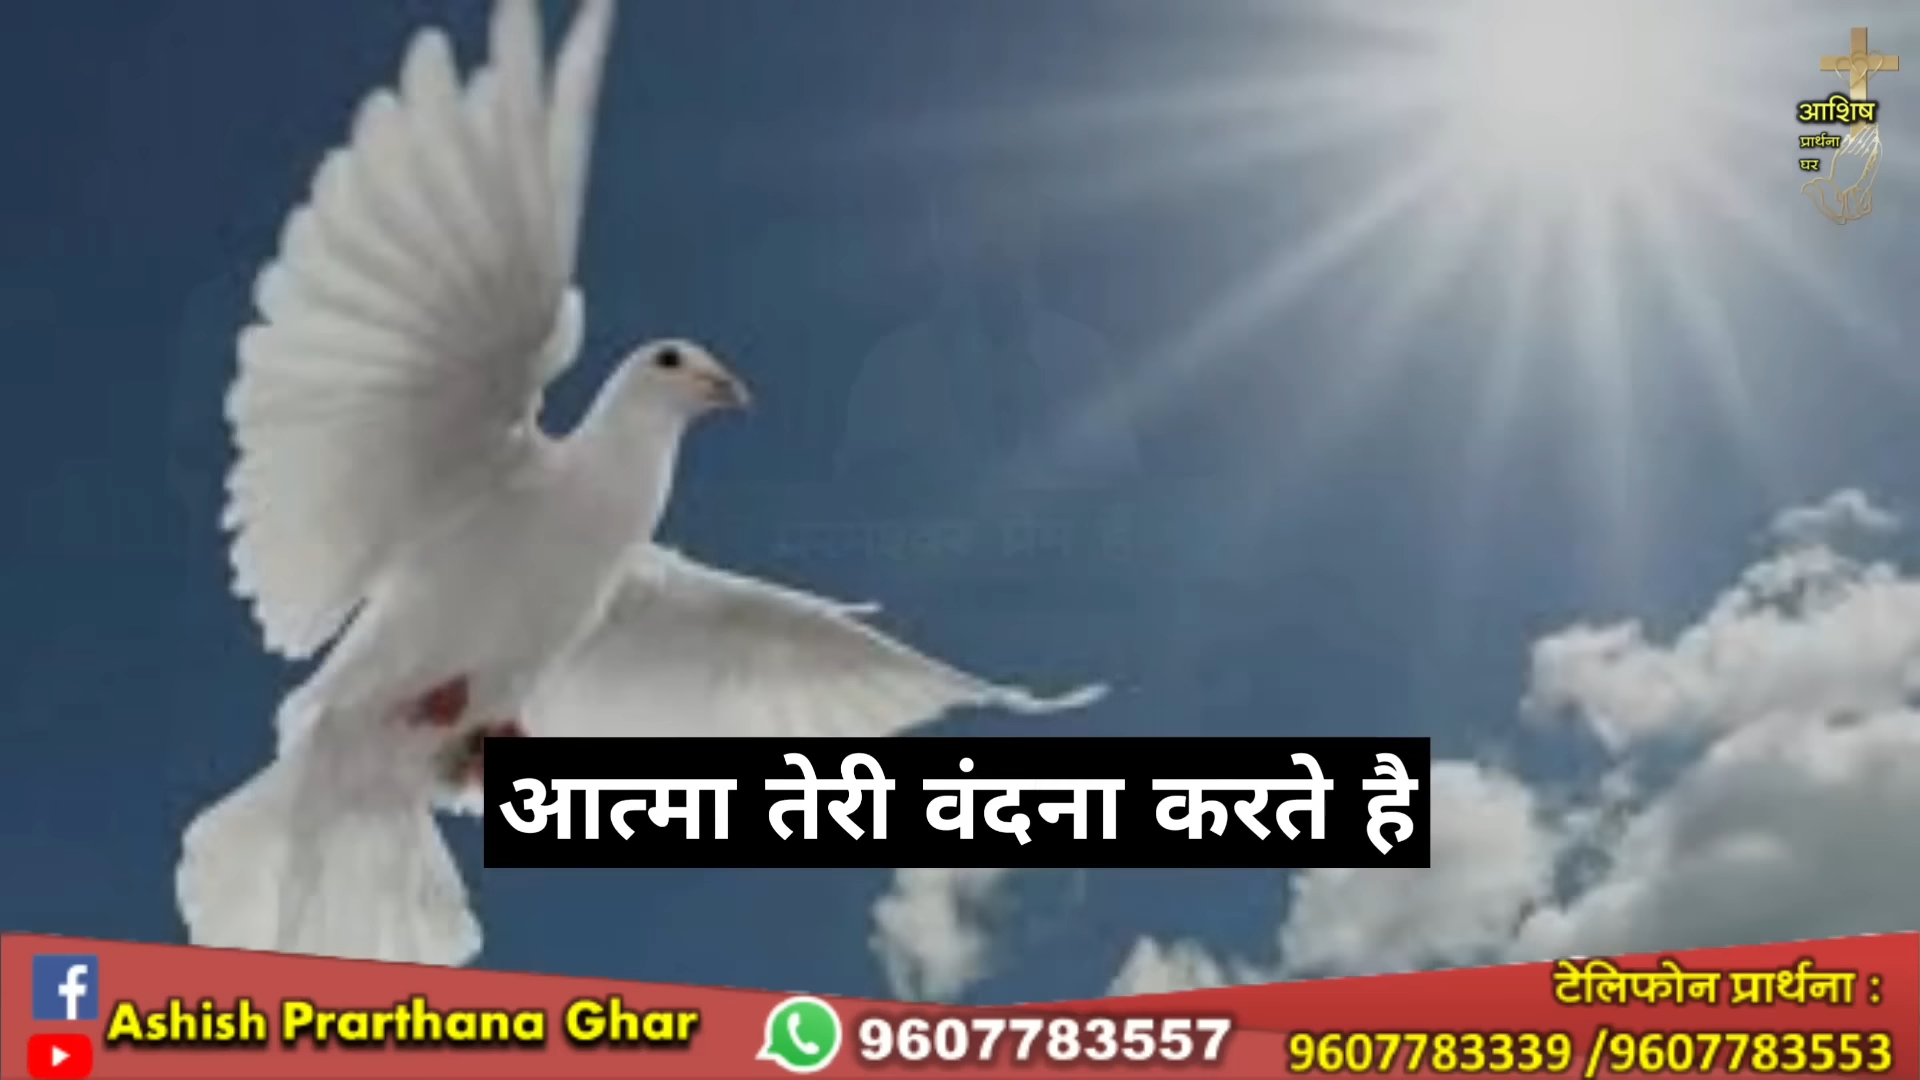 आशिष
प्रार्थना
घर
आत्मा तेरी वंदना करते है
Ashish Prarthana Ghar
9607783557
टेलिफोन प्रार्थना :
9607783339 /9607783553